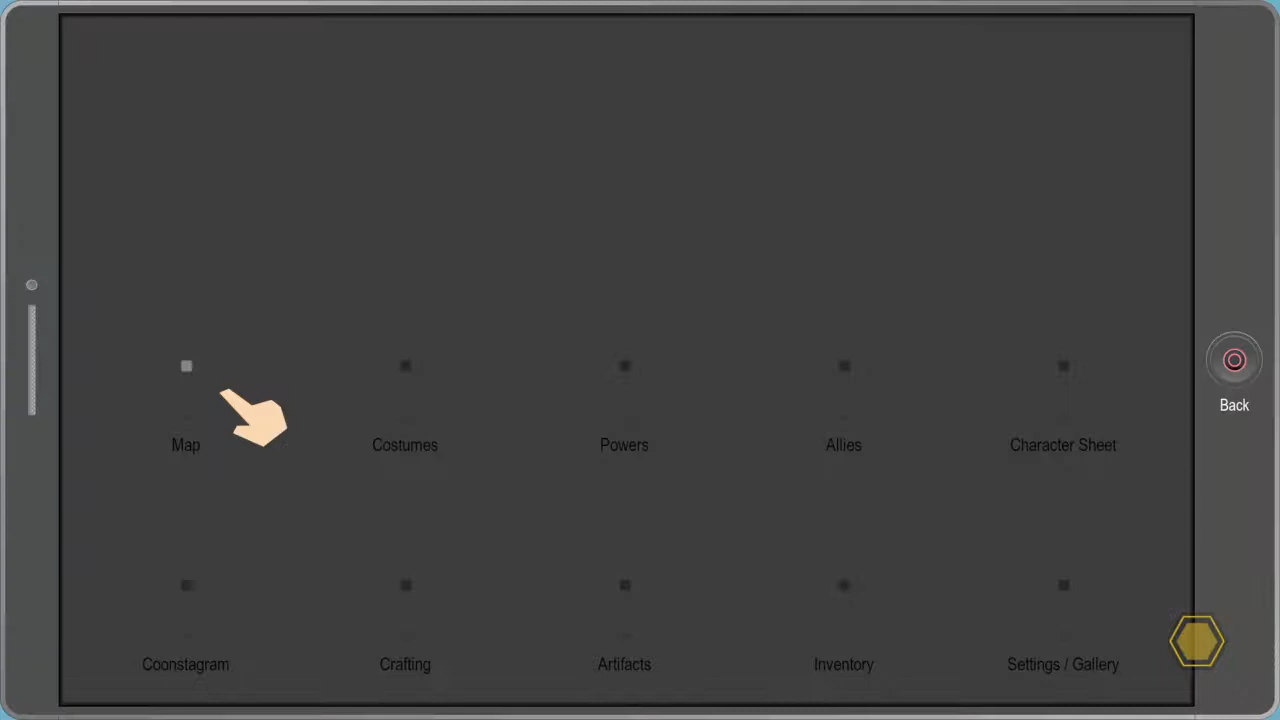 Back
Map
Costumes
Powers
Allies
Character Sheet
Coonstagram
Crafting
Artifacts
Inventory
Settings / Gallery